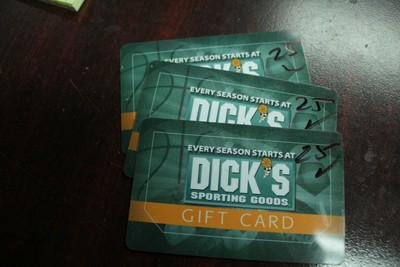 EVERY SEASON STARTS AT
25
DICK'S
EVERY SEASON STARTS AT
25
DICK'S
EVERY SEASON STARTS AT
25
DICK'S
SPORTING GOODS
GIFT CARD